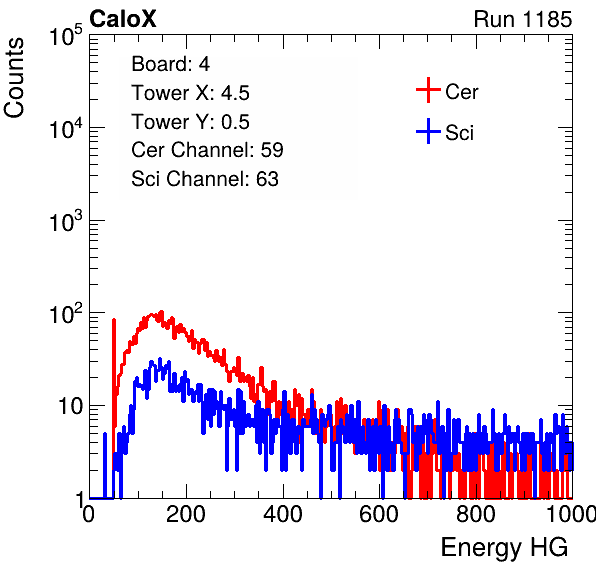 CaloX Run 1185
Counts
10^5
10^4
10^3
10^2
10
1
Board: 4
Tower X: 4.5
Tower Y: 0.5
Cer Channel: 59
Sci Channel: 63
Cer
Sci
0 200 400 600 800 1000
Energy HG